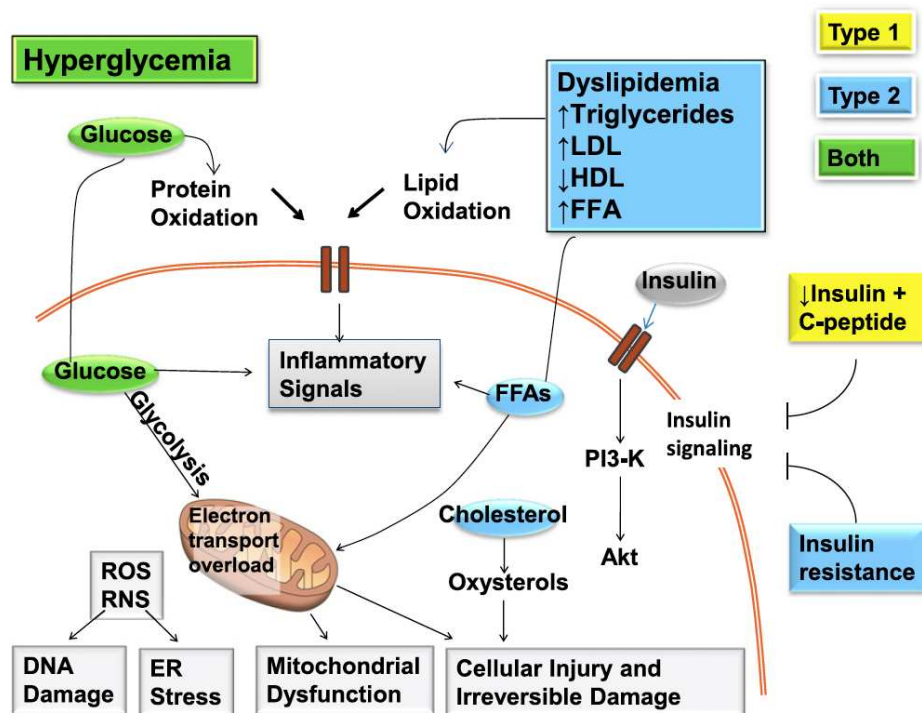 Hyperglycemia
Type 1
Type 2
Both
Dyslipidemia
↑Triglycerides
↑LDL
↓HDL
↑FFA
Glucose
Protein
Oxidation
Lipid
Oxidation
Insulin
↓Insulin +
C-peptide
Glucose
Inflammatory
Signals
FFAs
Insulin
signaling
Glycolysis
PI3-K
Electron
transport
overload
Cholesterol
Akt
Insulin
resistance
ROS
RNS
Oxysterols
DNA
Damage
ER
Stress
Mitochondrial
Dysfunction
Cellular Injury and
Irreversible Damage